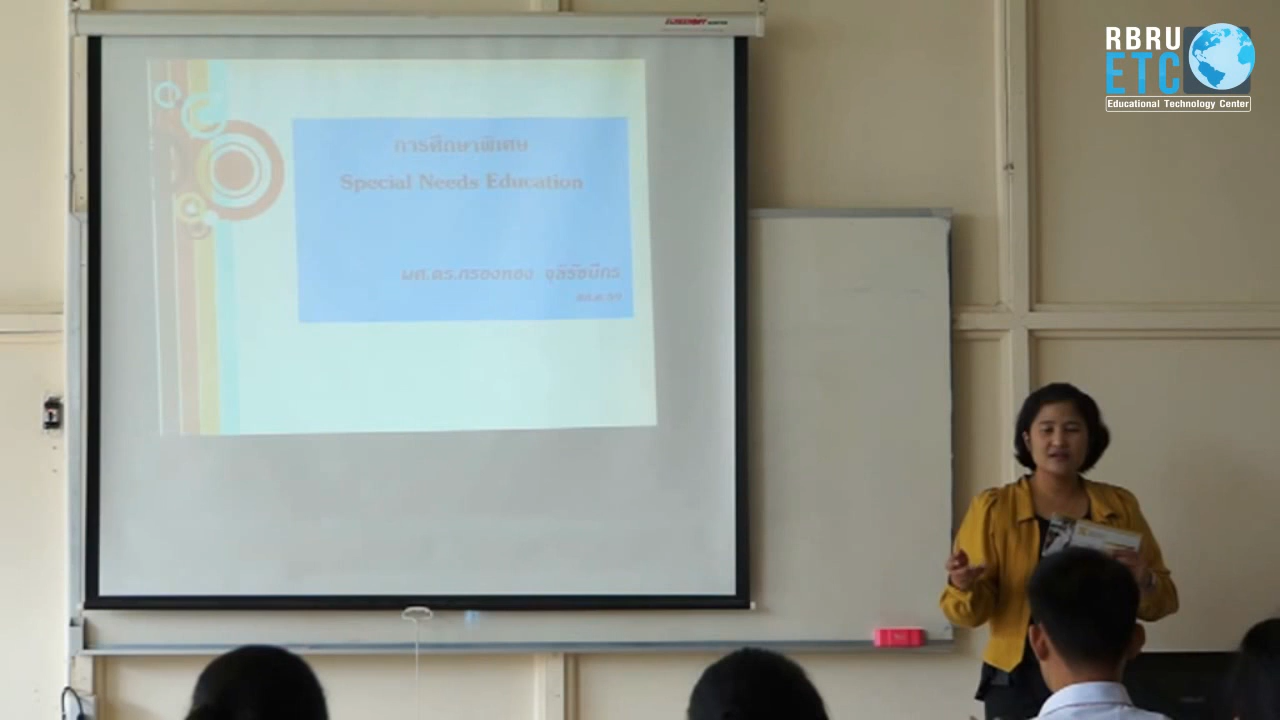 RBRU
ETC
Educational Technology Center
การศึกษาพิเศษ
Special Needs Education
ผศ.ดร.กรองทอง จุลิรัชนีกร